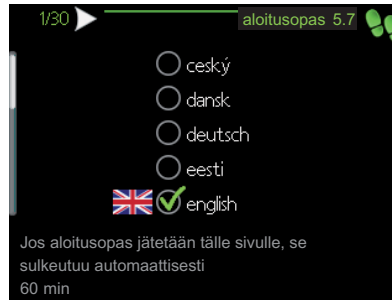 1/30
aloitusopas 5.7
ceský
dansk
deutsch
eesti
english
Jos aloitusopas jätetään tälle sivulle, se
sulkeutuu automaattisesti
60 min